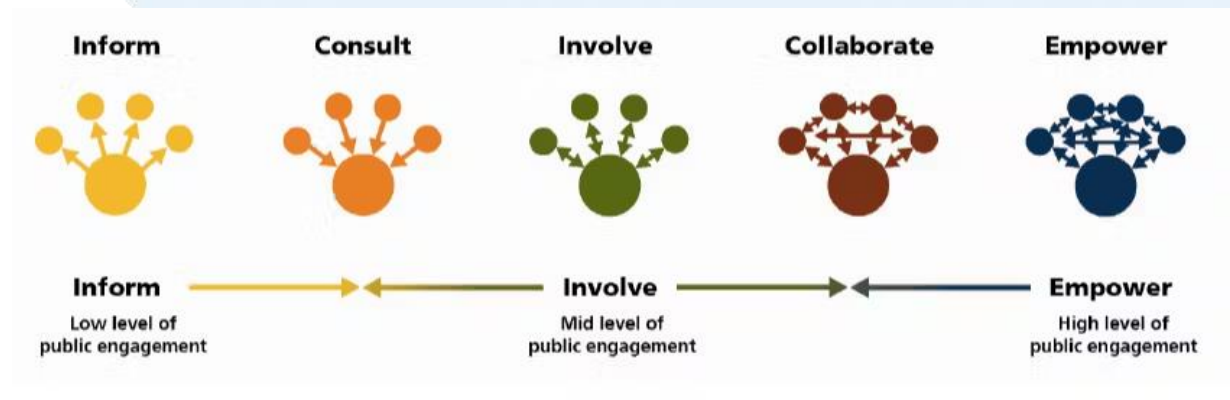 Inform
Consult
Involve
Collaborate
Empower
Inform
Involve
Empower
Low level of
public engagement
Mid level of
public engagement
High level of
public engagement